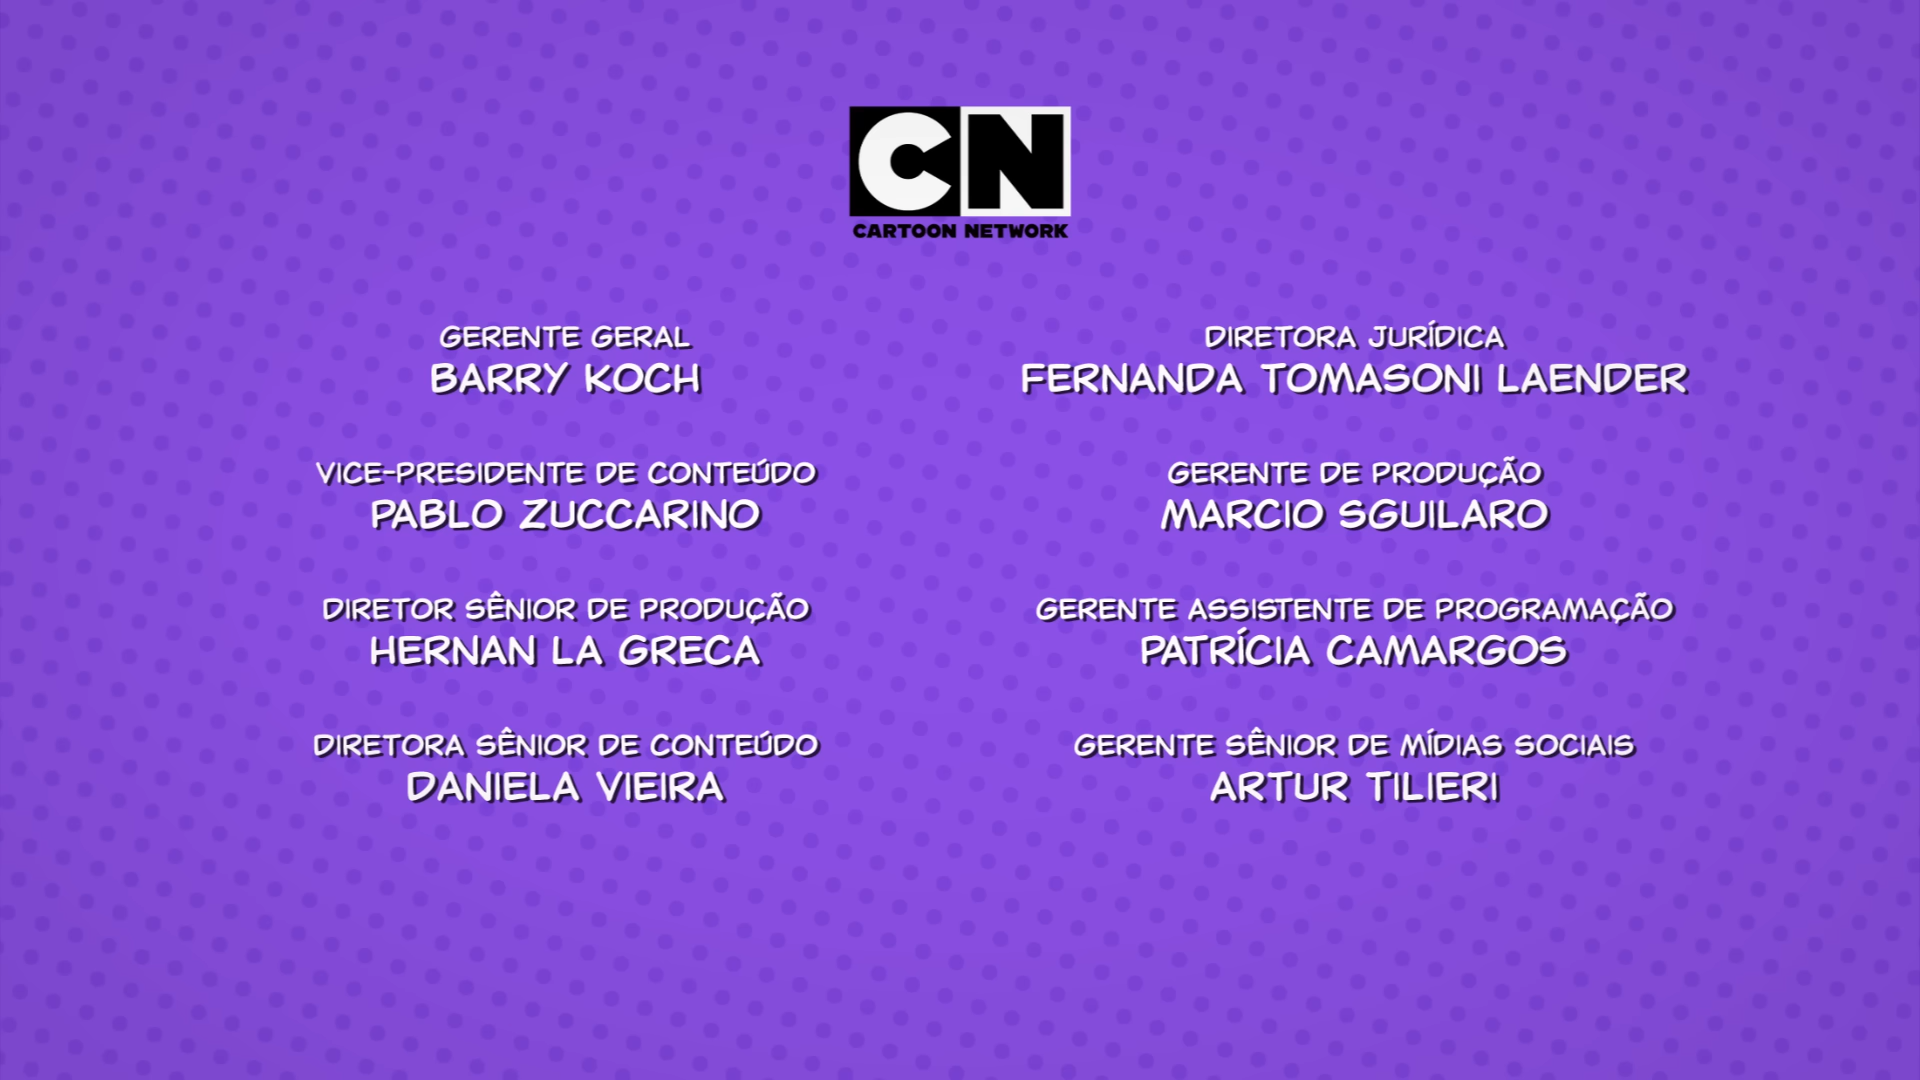 CN
CARTOON NETWORK
GERENTE GERAL
BARRY KOCH
VICE-PRESIDENTE DE CONTEÚDO
PABLO ZUCCARINO
DIRETOR SÊNIOR DE PRODUÇÃO
HERNAN LA GRECA
DIRETORA SÊNIOR DE CONTEÚDO
DANIELA VIEIRA
DIRETORA JURÍDICA
FERNANDA TOMASONI LAENDER
GERENTE DE PRODUÇÃO
MARCIO SGUILARO
GERENTE ASSISTENTE DE PROGRAMAÇÃO
PATRÍCIA CAMARGOS
GERENTE SÊNIOR DE MÍDIAS SOCIAIS
ARTUR TILIERI